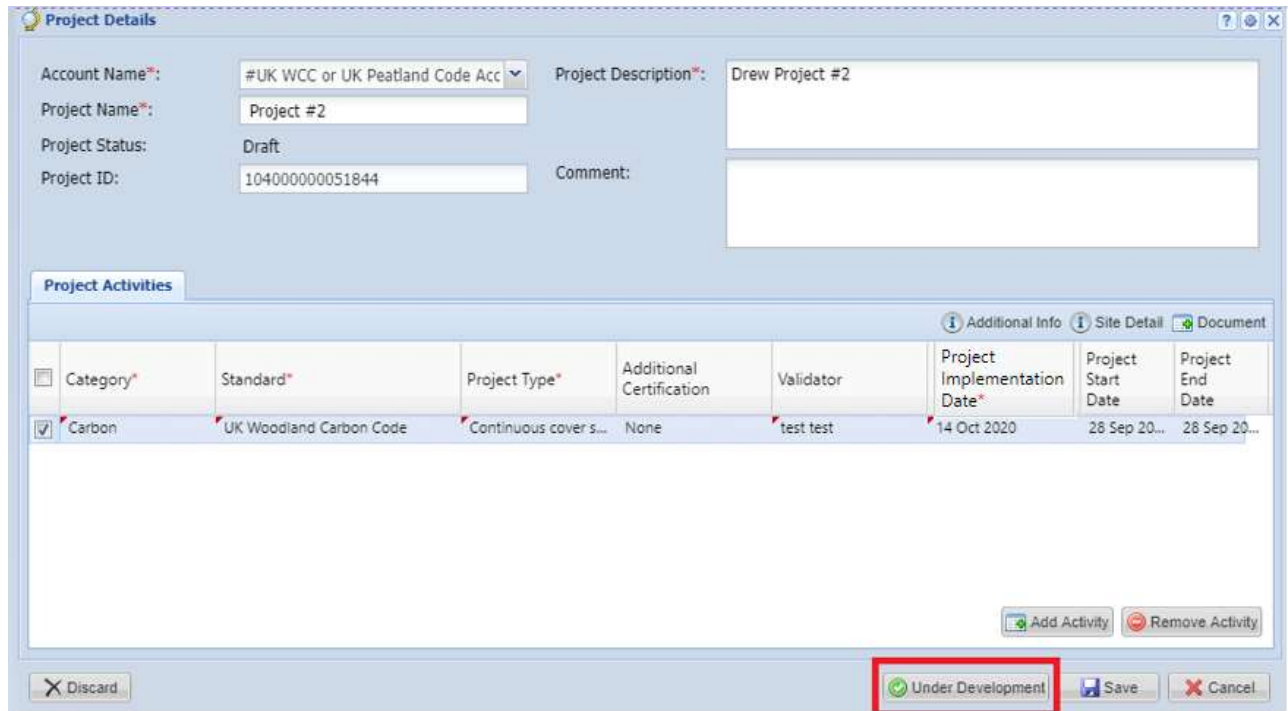 Project Details
?
Account Name*: #UK WCC or UK Peatland Code Acc Project Description*: Drew Project #2
Project Name*: Project #2
Project Status: Draft
Project ID: 104000000051844 Comment:
Project Activities
Additional Info Site Detail Document
Category* Standard* Project Type* Additional Certification Validator Project Implementation Date* Project Start Date Project End Date
Carbon UK Woodland Carbon Code Continuous cover s... None test test 14 Oct 2020 28 Sep 20... 28 Sep 20...
Add Activity Remove Activity
Discard Under Development Save Cancel